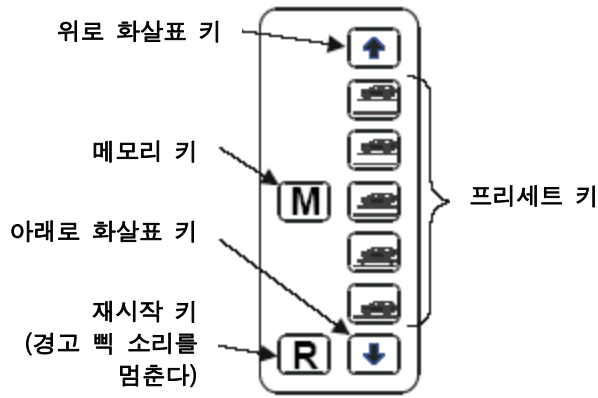 위로 화살표 키
메모리 키
M
프리세트 키
아래로 화살표 키
재시작 키
(경고 삑 소리를
멈춘다)
R